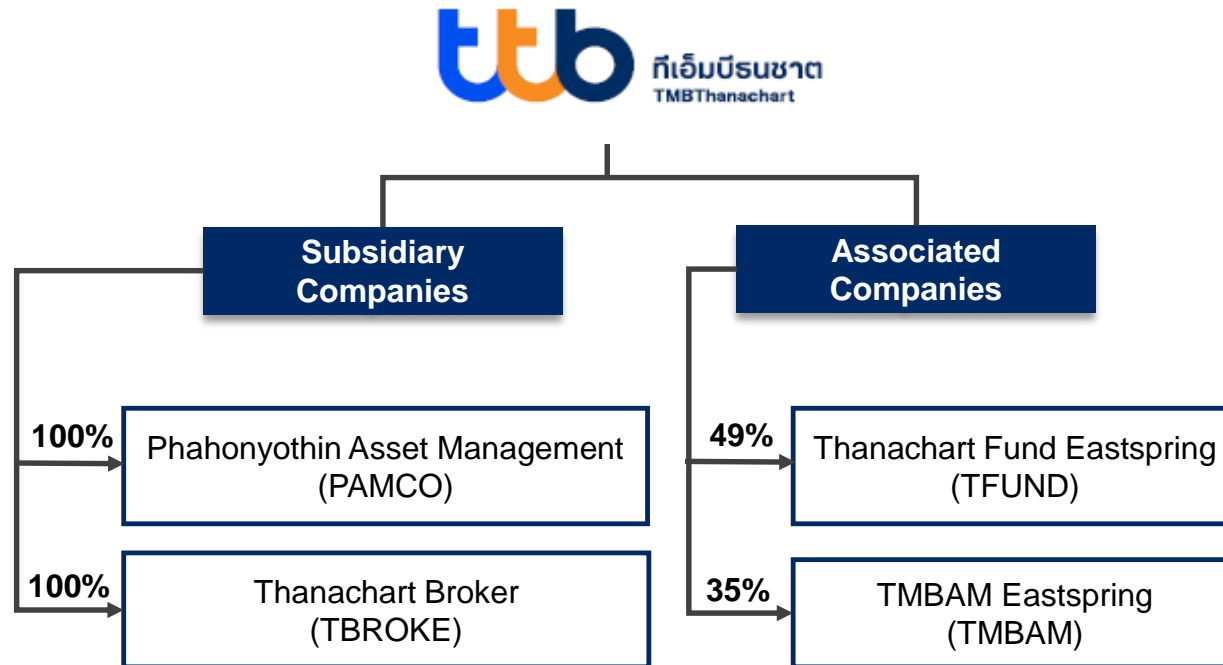 ttb
ทีเอ็มบีธนชาต
TMBThanachart
Subsidiary
Companies
Associated
Companies
100%
Phahonyothin Asset Management
(PAMCO)
100%
Thanachart Broker
(TBROKE)
49%
Thanachart Fund Eastspring
(TFUND)
35%
TMBAM Eastspring
(TMBAM)